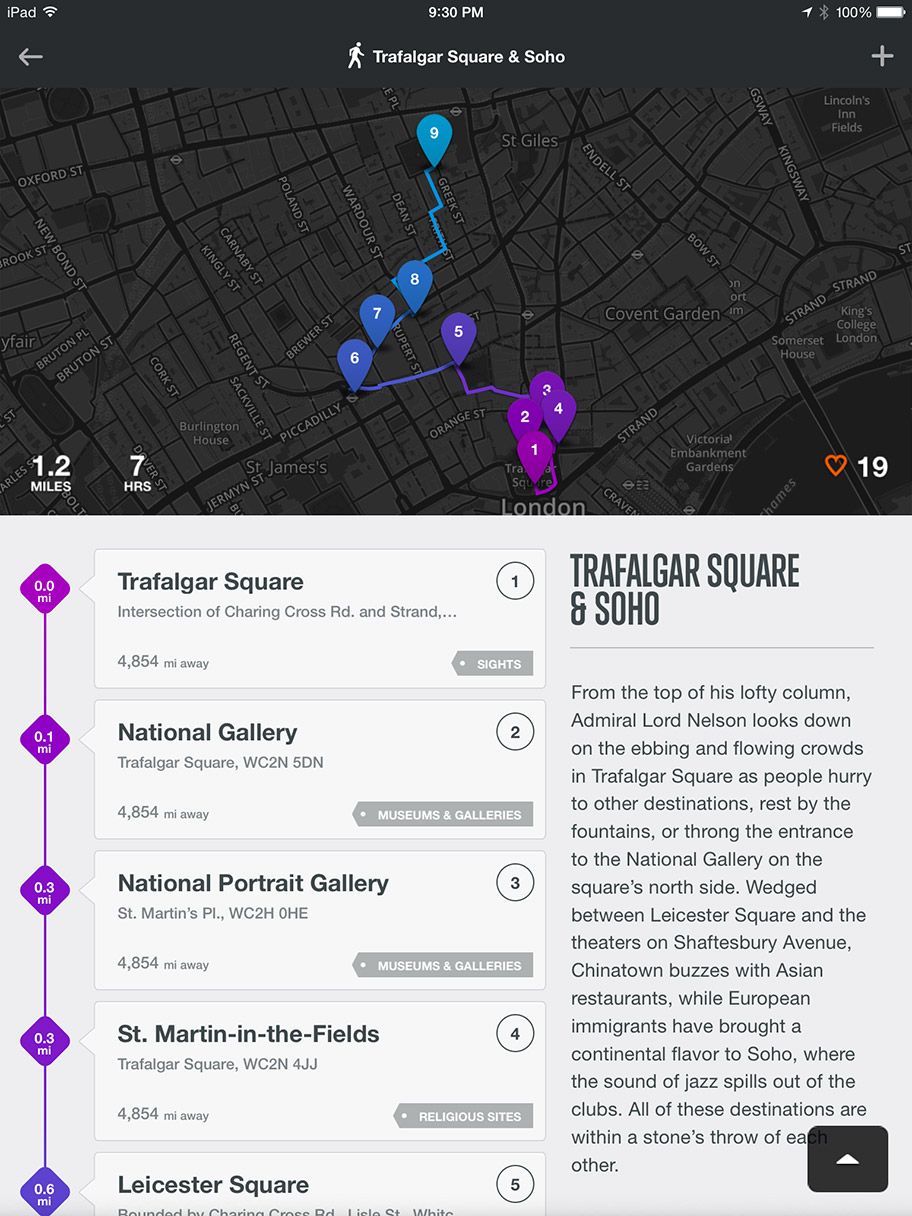 iPad
9:30 PM
100%
Trafalgar Square & Soho
Lincoln's
Inn
Fields
St Giles
9
OXFORD ST
POLAND ST
WARDOUR ST
DEAN ST
GREEK ST
ENDELL ST
KINGSWAY
NEW BOND ST
CARNABY ST
KINGLY ST
BOW ST
8
7
5
6
BREWER ST
RUPERT ST
Covent Garden
STRAND
STRAND
King's
College
London
Somerset
House
BRUTON PL
BRUTON ST
CORK ST
REGENT ST
SACKVILLE ST
PICCADILLY
ORANGE ST
3
4
2
1
STRAND
Burlington
House
Victoria
Embankment
Gardens
St James's
JERMYN ST
London
1.2
MILES
7
HRS
19
0.0
mi
Trafalgar Square
1
Intersection of Charing Cross Rd. and Strand,...
4,854 mi away
SIGHTS
0.1
mi
National Gallery
2
Trafalgar Square, WC2N 5DN
4,854 mi away
MUSEUMS & GALLERIES
0.3
mi
National Portrait Gallery
3
St. Martin's Pl., WC2H 0HE
4,854 mi away
MUSEUMS & GALLERIES
0.3
mi
St. Martin-in-the-Fields
4
Trafalgar Square, WC2N 4JJ
4,854 mi away
RELIGIOUS SITES
0.6
mi
Leicester Square
5
Bounded by Charing Cross Rd., Lisle St., Whitc
TRAFALGAR SQUARE
& SOHO
From the top of his lofty column,
Admiral Lord Nelson looks down
on the ebbing and flowing crowds
in Trafalgar Square as people hurry
to other destinations, rest by the
fountains, or throng the entrance
to the National Gallery on the
square's north side. Wedged
between Leicester Square and the
theaters on Shaftesbury Avenue,
Chinatown buzzes with Asian
restaurants, while European
immigrants have brought a
continental flavor to Soho, where
the sound of jazz spills out of the
clubs. All of these destinations are
within a stone's throw of each
other.